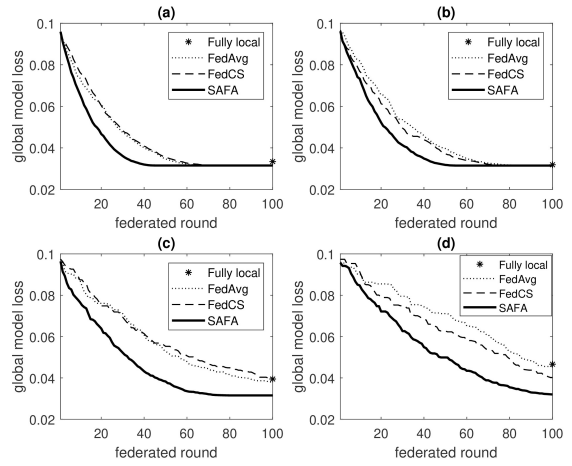 (a)
global model loss
0.1
0.08
0.06
0.04
0.02
20 40 60 80 100
federated round
Fully local
FedAvg
FedCS
SAFA
(b)
global model loss
0.1
0.08
0.06
0.04
0.02
20 40 60 80 100
federated round
Fully local
FedAvg
FedCS
SAFA
(c)
global model loss
0.1
0.08
0.06
0.04
0.02
20 40 60 80 100
federated round
Fully local
FedAvg
FedCS
SAFA
(d)
global model loss
0.1
0.08
0.06
0.04
0.02
20 40 60 80 100
federated round
Fully local
FedAvg
FedCS
SAFA